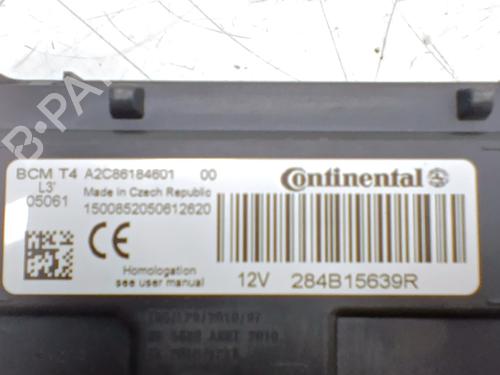 B-PARTS
BCM T4 A2C86184601 00
L3'
05061
Made in Czech Republic
1500852050612620
CE
Homologation
see user manual
Continental
12V 284B15639R